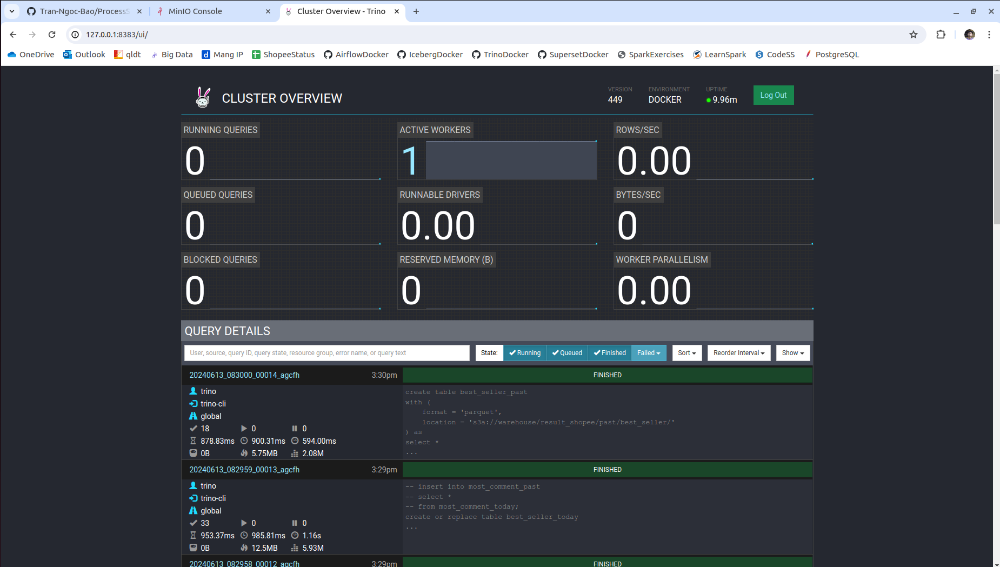 Tran-Ngoc-Bao/ProcessS
MinIO Console
Cluster Overview - Trino
127.0.0.1:8383/ui/
OneDrive Outlook qldt Big Data Mang IP ShopeeStatus AirflowDocker IcebergDocker TrinoDocker SupersetDocker SparkExercises LearnSpark CodeSS PostgreSQL
CLUSTER OVERVIEW
VERSION ENVIRONMENT UPTIME
449 DOCKER 9.96m
Log Out
RUNNING QUERIES ACTIVE WORKERS ROWS/SEC
0 1 0.00
QUEUED QUERIES RUNNABLE DRIVERS BYTES/SEC
0 0.00 0
BLOCKED QUERIES RESERVED MEMORY (B) WORKER PARALLELISM
0 0 0.00
QUERY DETAILS
User, source, query ID, query state, resource group, error name, or query text State: Running Queued Finished Failed Sort Reorder Interval Show
20240613_083000_00014_agcfh 3:30pm FINISHED
trino
trino-cli
global
18 0 0
878.83ms 900.31ms 594.00ms
0B 5.75MB 2.08M
create table best_seller_past
with (
format = 'parquet',
location = 's3a://warehouse/result_shopee/past/best_seller/'
) as
select *
...
20240613_082959_00013_agcfh 3:29pm FINISHED
trino
trino-cli
global
33 0 0
953.37ms 985.81ms 1.16s
0B 12.5MB 5.93M
-- insert into most_comment_past
-- select *
-- from most_comment_today;
create or replace table best_seller_today
...
20240613_082958_00012_agcfh 3:29pm FINISHED